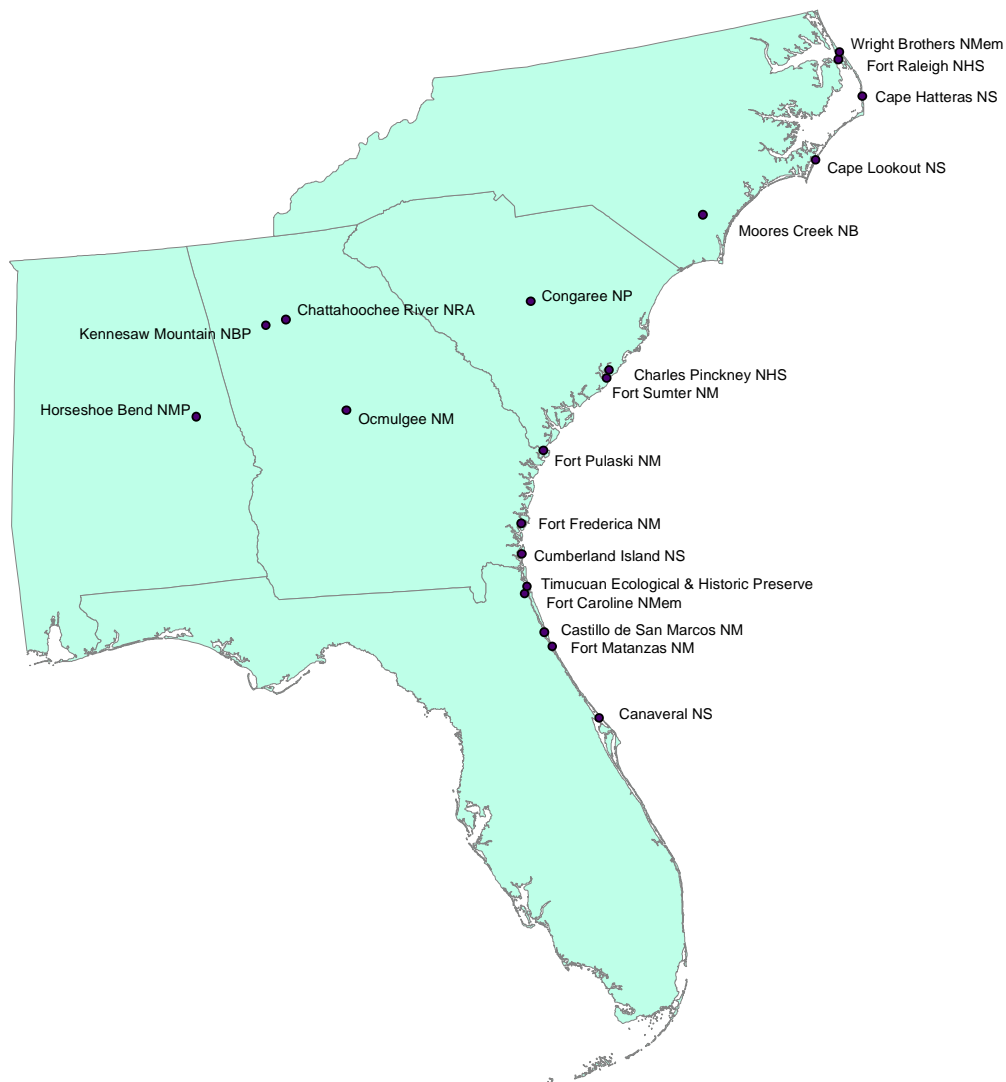 Wright Brothers NMem
Fort Raleigh NHS
Cape Hatteras NS
Cape Lookout NS
Moores Creek NB
Congaree NP
Chattahoochee River NRA
Kennesaw Mountain NBP
Charles Pinckney NHS
Fort Sumter NM
Horseshoe Bend NMP
Ocmulgee NM
Fort Pulaski NM
Fort Frederica NM
Cumberland Island NS
Timucuan Ecological & Historic Preserve
Fort Caroline NMem
Castillo de San Marcos NM
Fort Matanzas NM
Canaveral NS